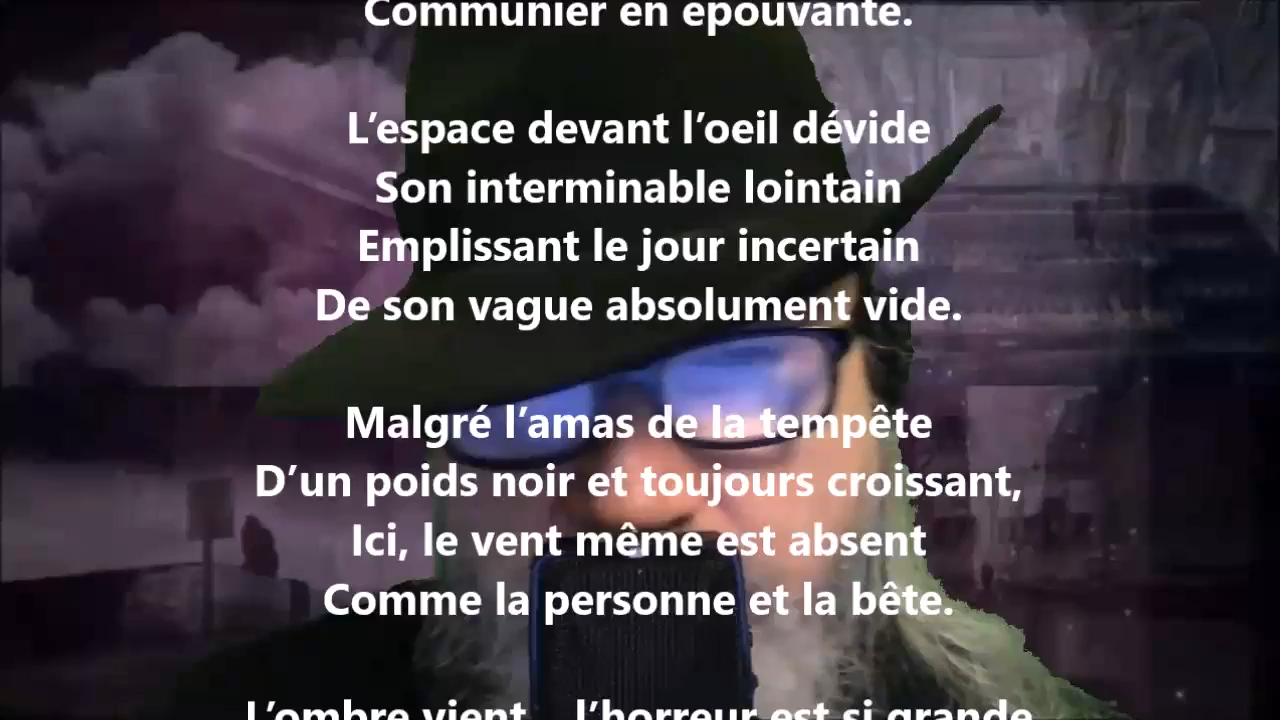 Communier en épouvante.
L’espace devant l’oeil dévide
Son interminable lointain
Emplissant le jour incertain
De son vague absolument vide.
Malgré l’amas de la tempête
D’un poids noir et toujours croissant,
Ici, le vent même est absent
Comme la personne et la bête.
L’ombre vient... l’horreur est si grande